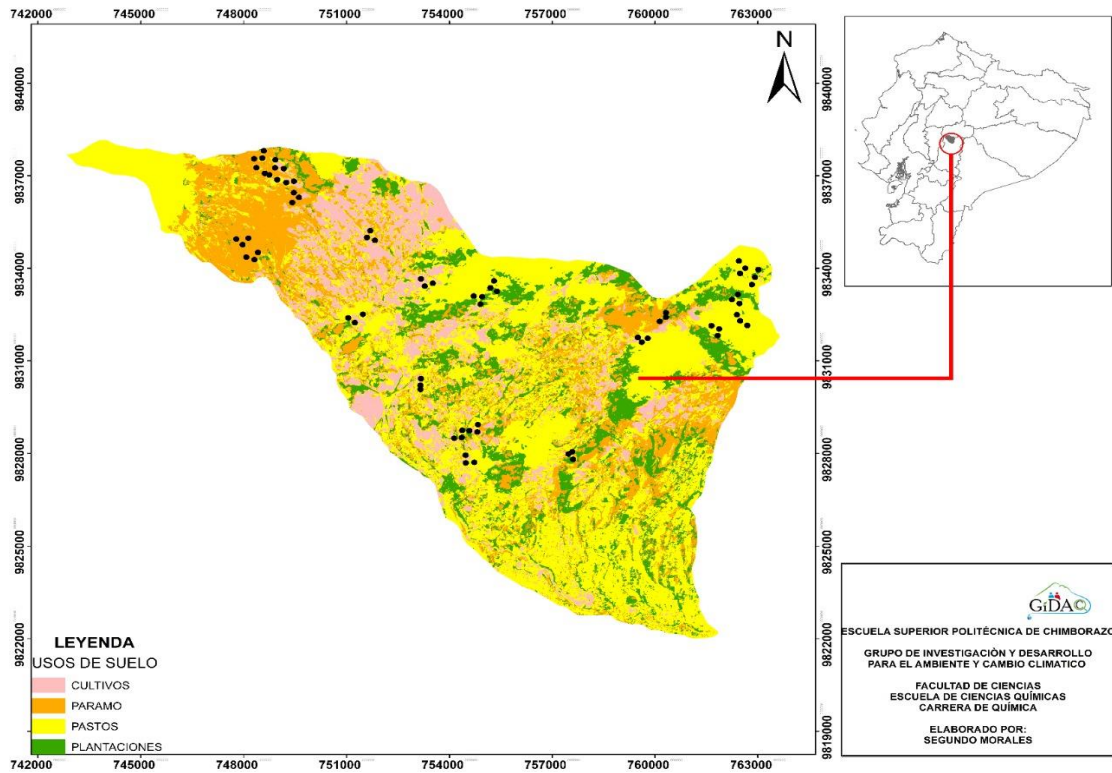 742000 745000 748000 751000 754000 757000 760000 763000
N
9840000 9840000
9837000 9837000
9834000 9834000
9831000 9831000
9828000 9828000
9825000 9825000
9822000 9822000
9819000
LEYENDA
USOS DE SUELO
CULTIVOS
PARAMO
PASTOS
PLANTACIONES
742000 745000 748000 751000 754000 757000 760000 763000
GiDAC
ESCUELA SUPERIOR POLITÉCNICA DE CHIMBORAZO
GRUPO DE INVESTIGACIÓN Y DESARROLLO
PARA EL AMBIENTE Y CAMBIO CLIMATICO
FACULTAD DE CIENCIAS
ESCUELA DE CIENCIAS QUÍMICAS
CARRERA DE QUÍMICA
ELABORADO POR:
SEGUNDO MORALES